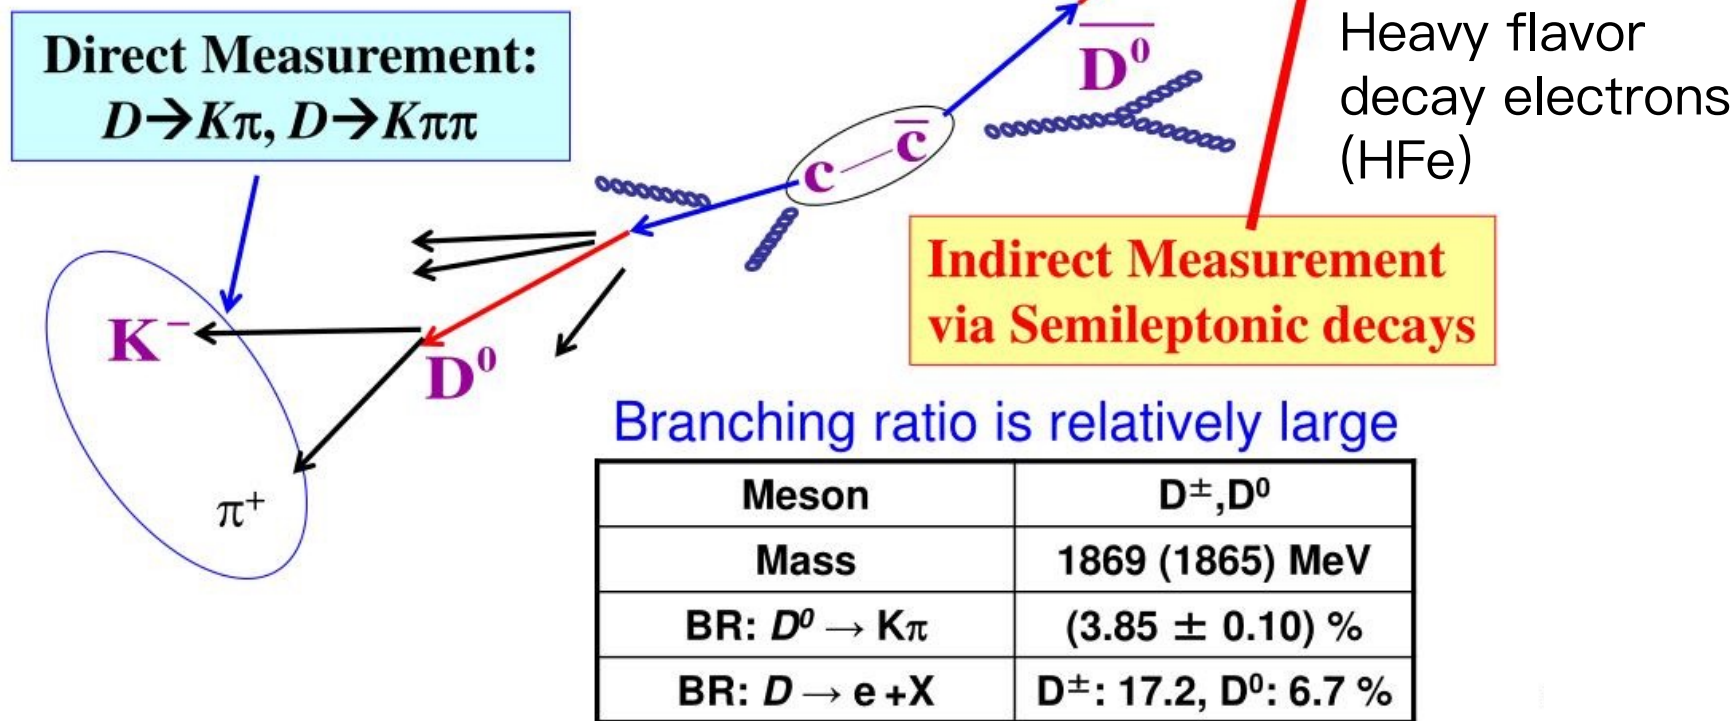 Direct Measurement:
D→Kπ, D→Kππ
D⁰
Heavy flavor
decay electrons
(HFe)
c — c̄
Indirect Measurement
via Semileptonic decays
K⁻
D⁰
π⁺
Branching ratio is relatively large
Meson D±,D⁰
Mass 1869 (1865) MeV
BR: D⁰ → Kπ (3.85 ± 0.10) %
BR: D → e +X D±: 17.2, D⁰: 6.7 %